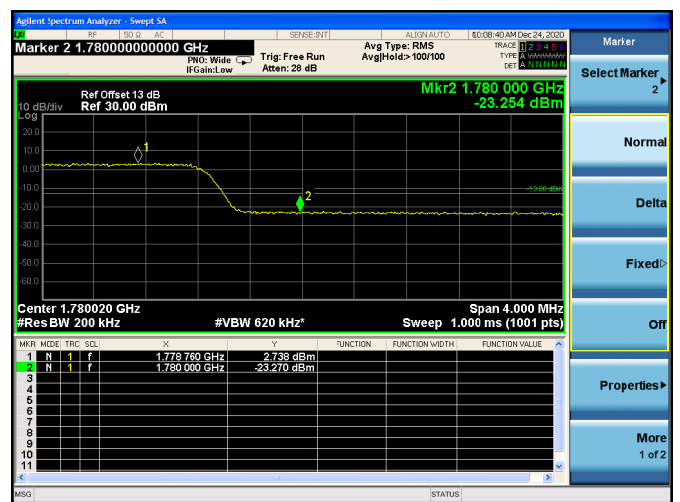 Agilent Spectrum Analyzer - Swept SA
LXI RF 50 Ω AC SENSE:INT ALIGN AUTO 10:08:40 AM Dec 24, 2020
Marker 2 1.780000000000 GHz
PNO: Wide
IFGain:Low
Trig: Free Run
Atten: 28 dB
Avg Type: RMS
Avg|Hold:>100/100
TRACE 1 2 3 4 5 6
TYPE A WWWWW
DET A N N N N N
Ref Offset 13 dB
10 dB/div Ref 30.00 dBm
Log
Mkr2 1.780 000 GHz
-23.254 dBm
20.0
10.0
0.00
-10.0
-20.0
-30.0
-40.0
-50.0
-60.0
1
2
-13.00 dBm
Center 1.780020 GHz Span 4.000 MHz
#Res BW 200 kHz #VBW 620 kHz* Sweep 1.000 ms (1001 pts)
MKR MODE TRC SCL X Y FUNCTION FUNCTION WIDTH FUNCTION VALUE
1 N 1 f 1.778 760 GHz 2.738 dBm
2 N 1 f 1.780 000 GHz -23.270 dBm
3
4
5
6
7
8
9
10
11
MSG STATUS
Marker
Select Marker
2
Normal
Delta
Fixed
Off
Properties
More
1 of 2